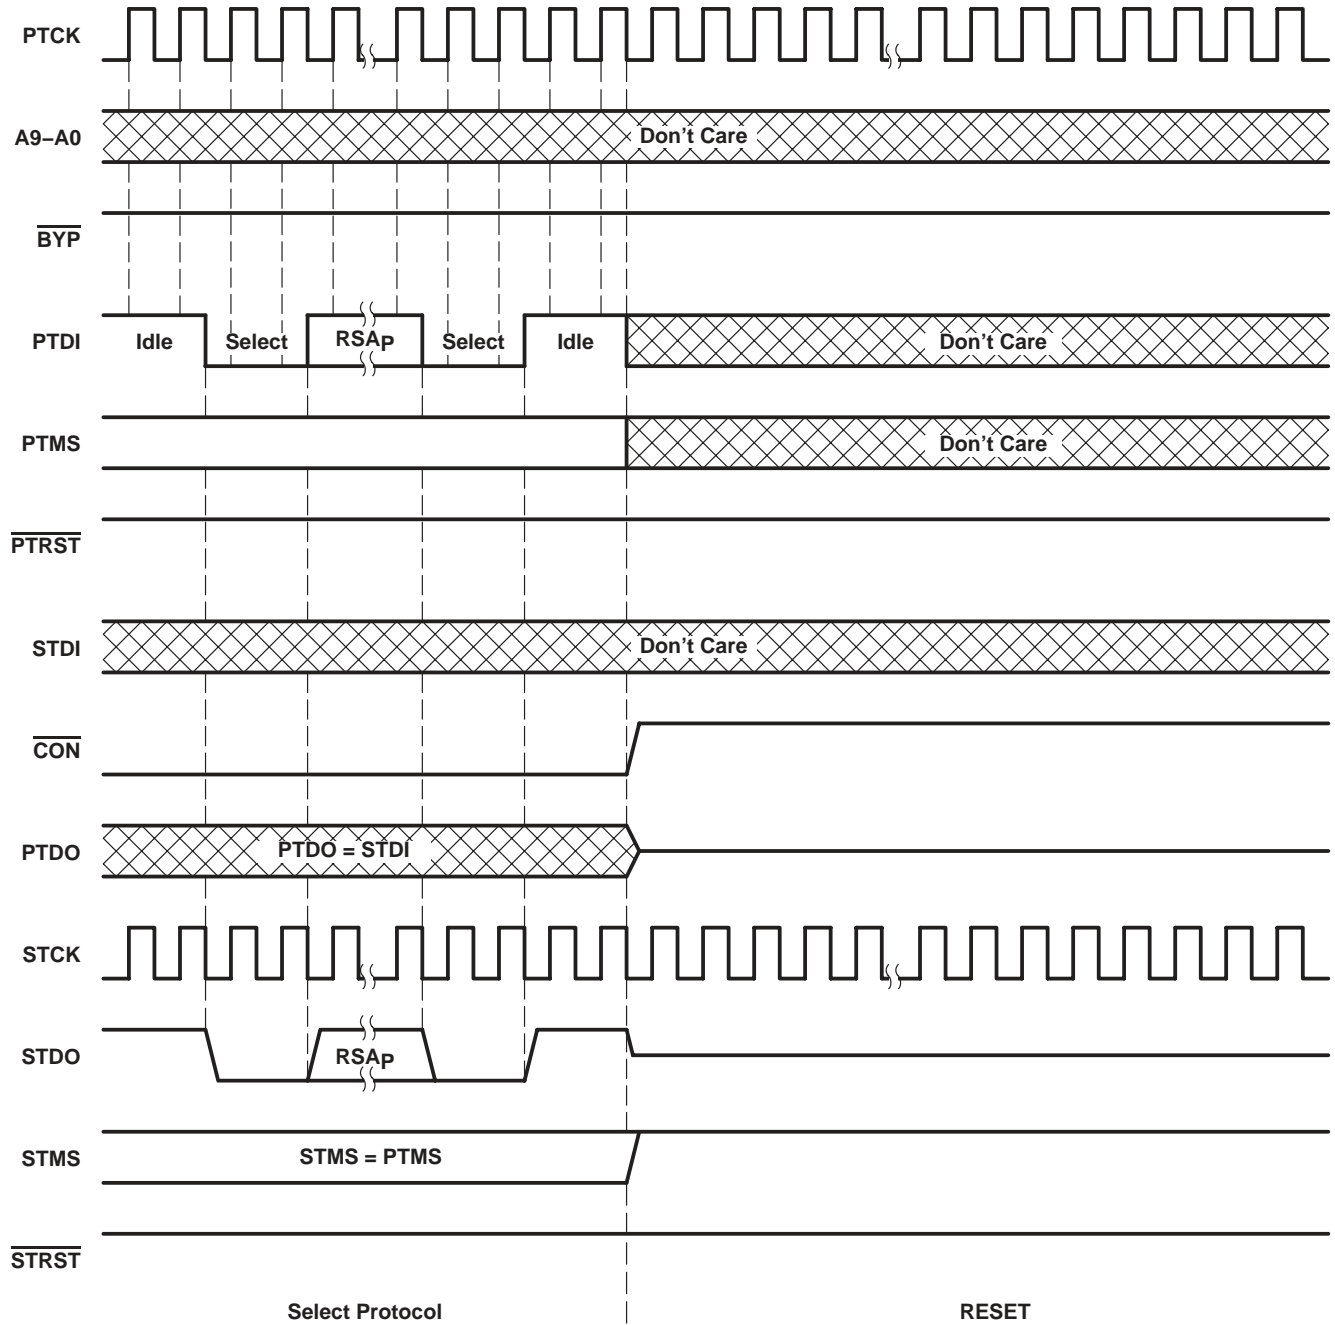 PTCK
A9–A0
Don't Care
BYP
PTDI
Idle
Select
RSAP
Select
Idle
Don't Care
PTMS
Don't Care
PTRST
STDI
Don't Care
CON
PTDO
PTDO = STDI
STCK
STDO
RSAP
STMS
STMS = PTMS
STRST
Select Protocol
RESET